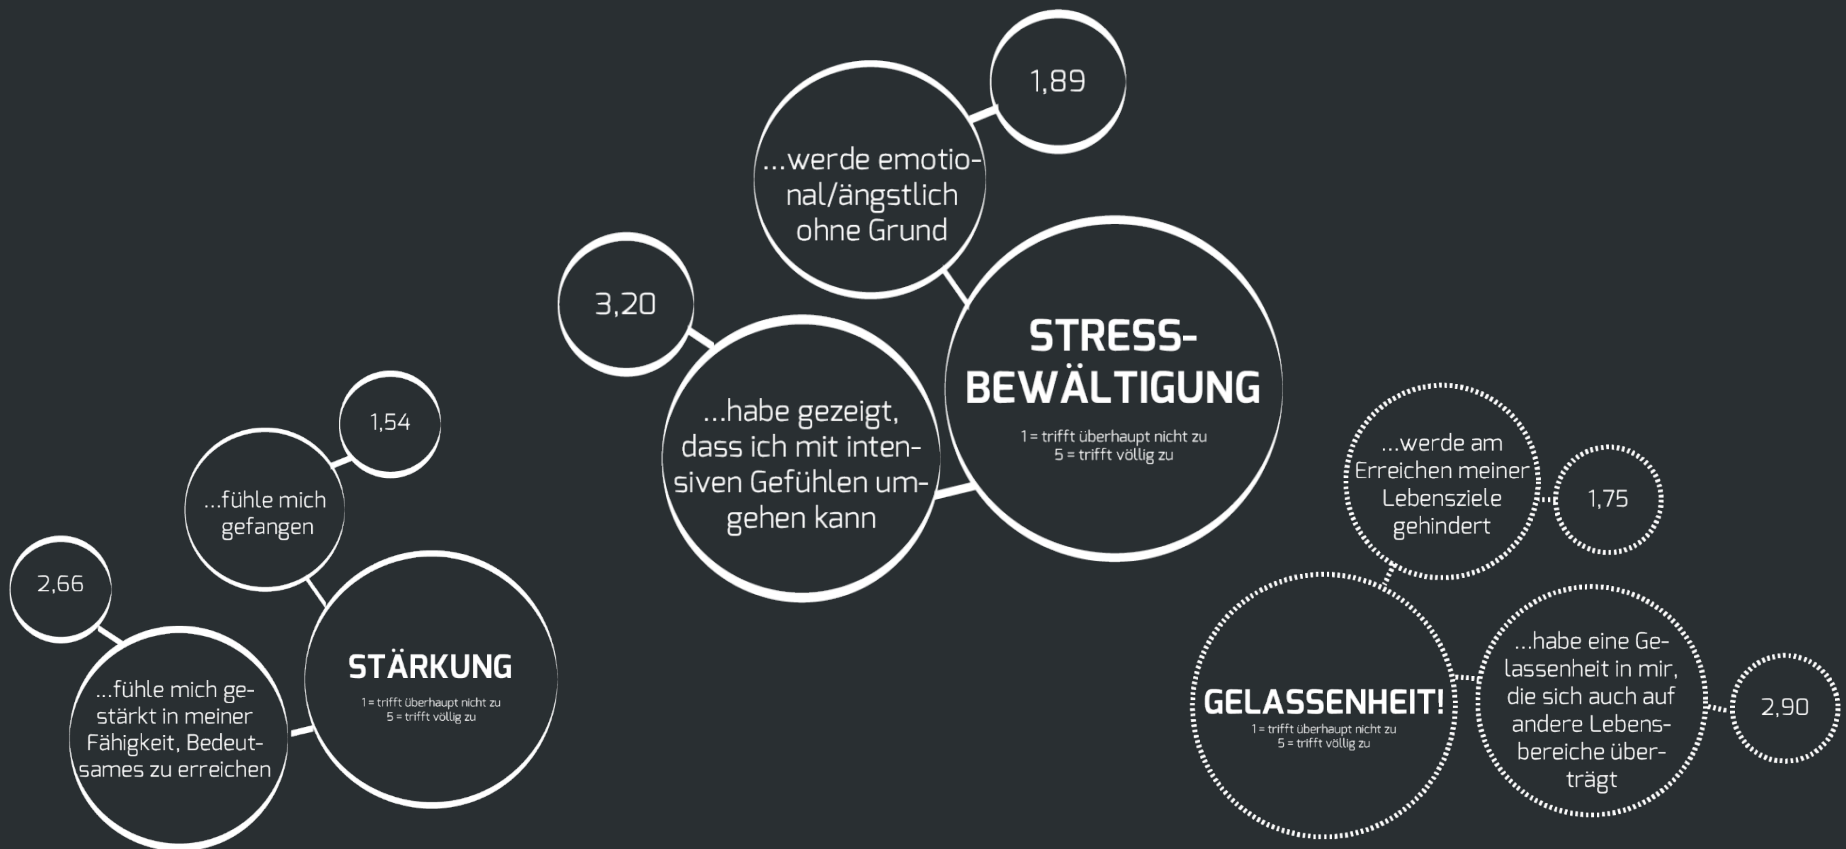 1,89
...werde emotio-
nal/ängstlich
ohne Grund
3,20
...habe gezeigt,
dass ich mit inten-
siven Gefühlen um-
gehen kann
STRESS-
BEWÄLTIGUNG
1 = trifft überhaupt nicht zu
5 = trifft völlig zu
1,54
...fühle mich
gefangen
2,66
...fühle mich ge-
stärkt in meiner
Fähigkeit, Bedeut-
sames zu erreichen
STÄRKUNG
1 = trifft überhaupt nicht zu
5 = trifft völlig zu
...werde am
Erreichen meiner
Lebensziele
gehindert
1,75
GELASSENHEIT!
1 = trifft überhaupt nicht zu
5 = trifft völlig zu
...habe eine Ge-
lassenheit in mir,
die sich auch auf
andere Lebens-
bereiche über-
trägt
2,90